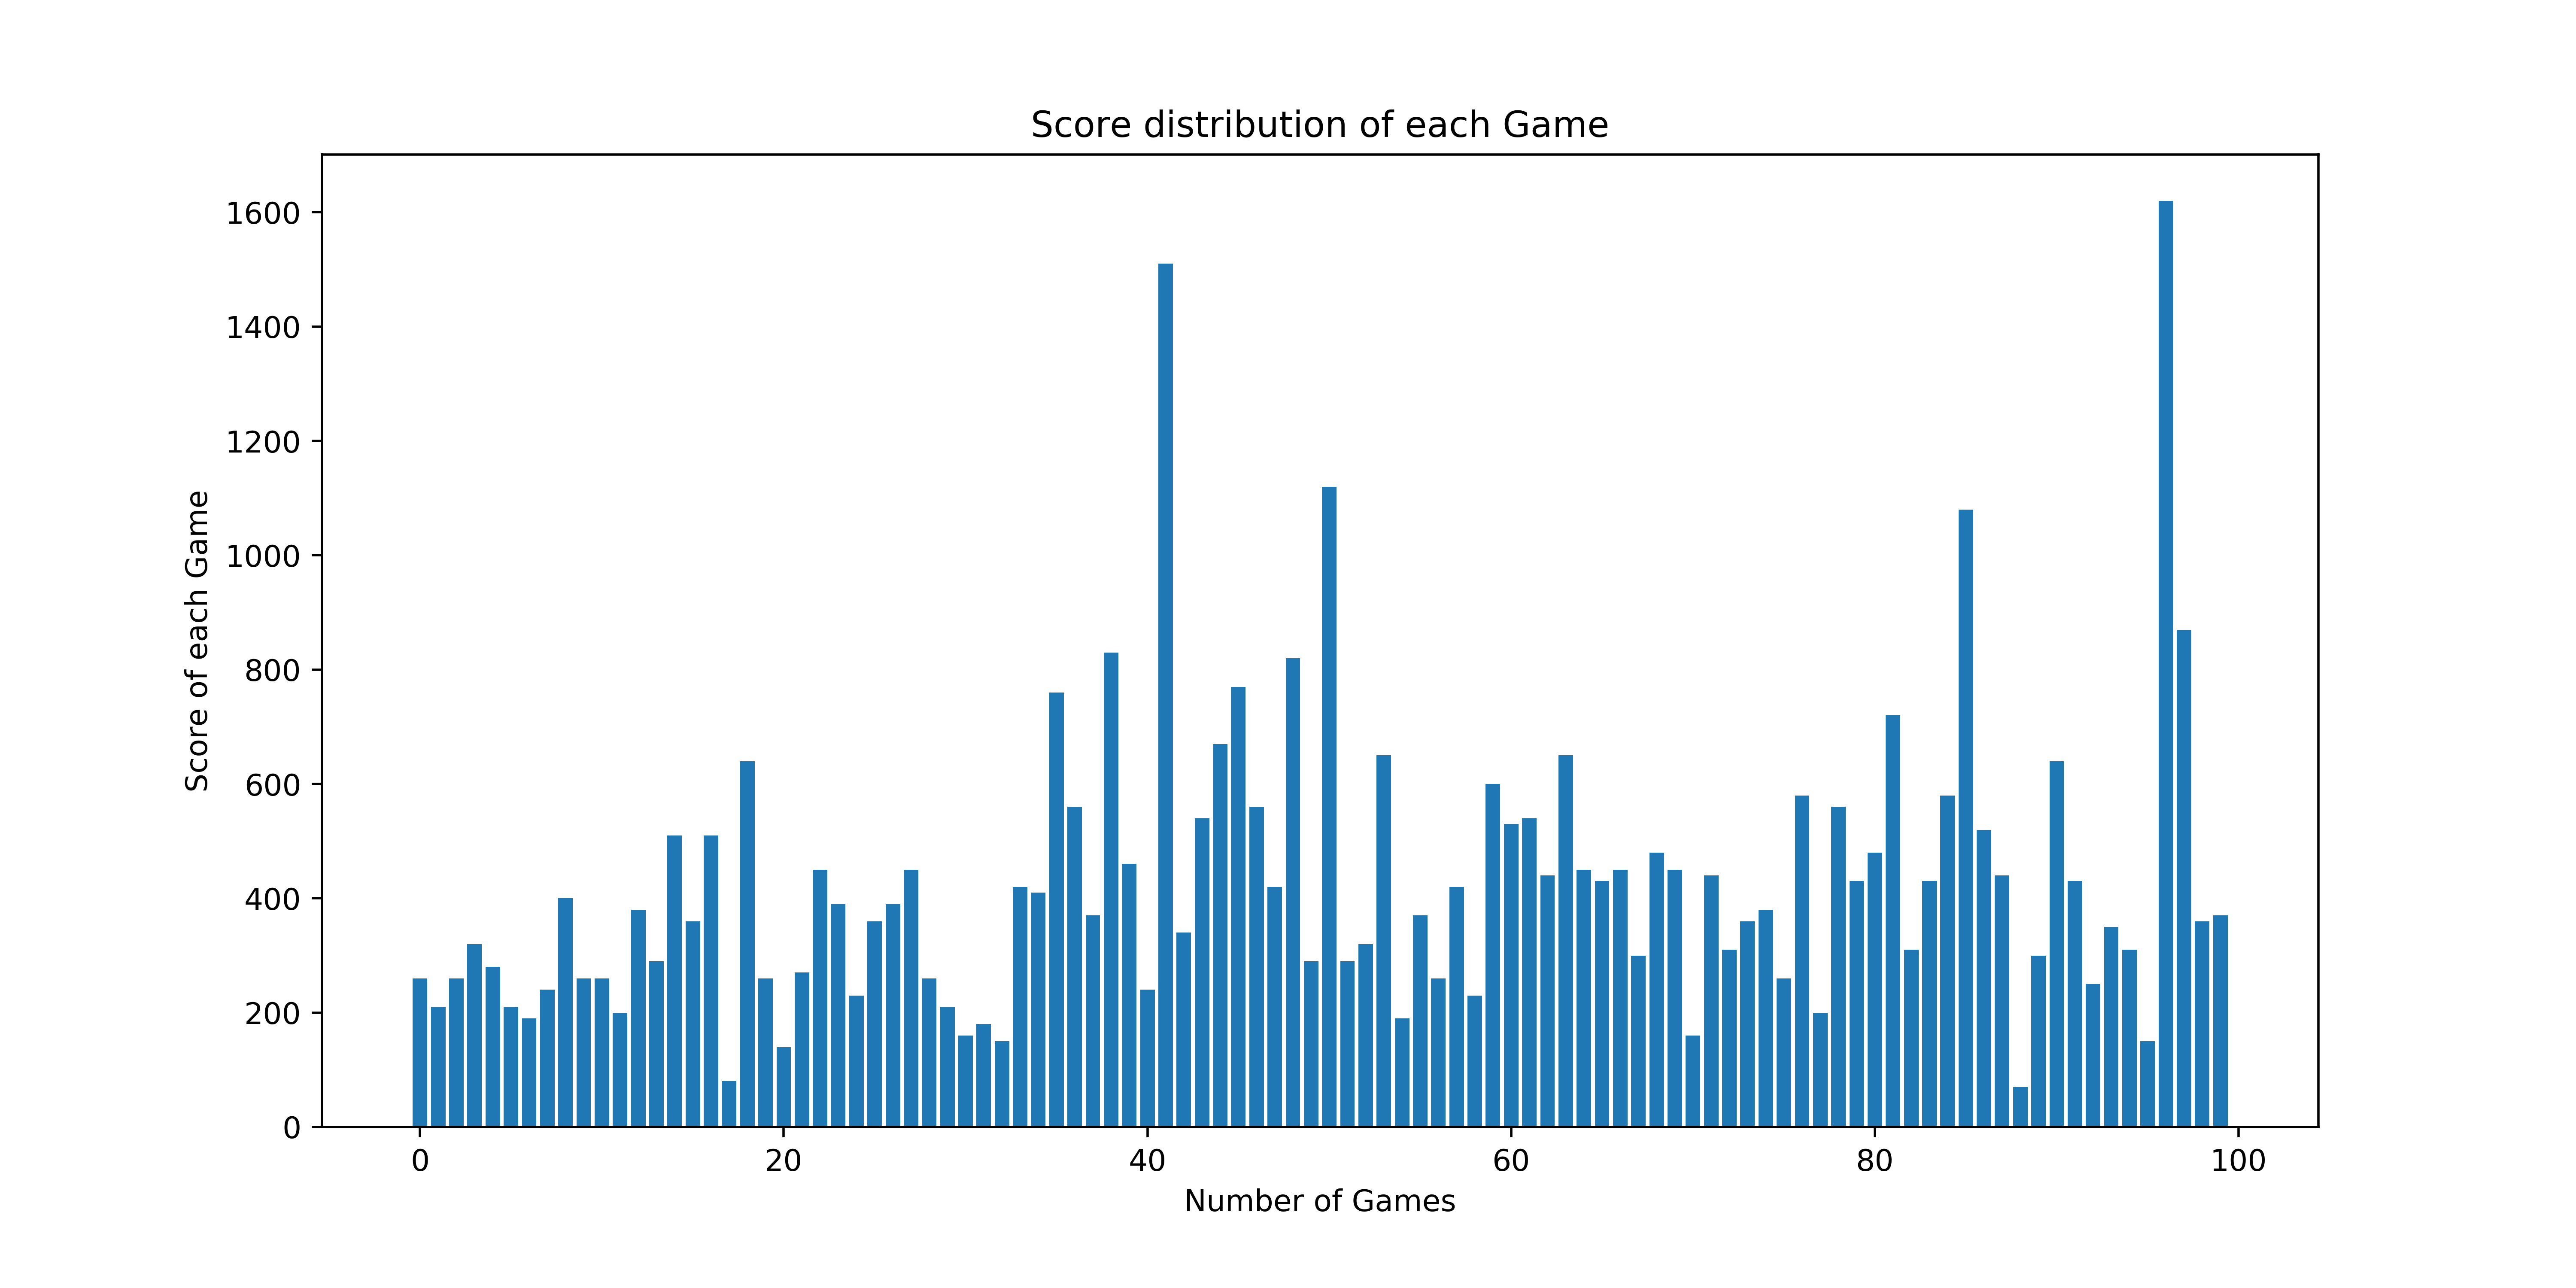 Score distribution of each Game
1600
1400
1200
1000
800
600
400
200
0
Score of each Game
0 20 40 60 80 100
Number of Games